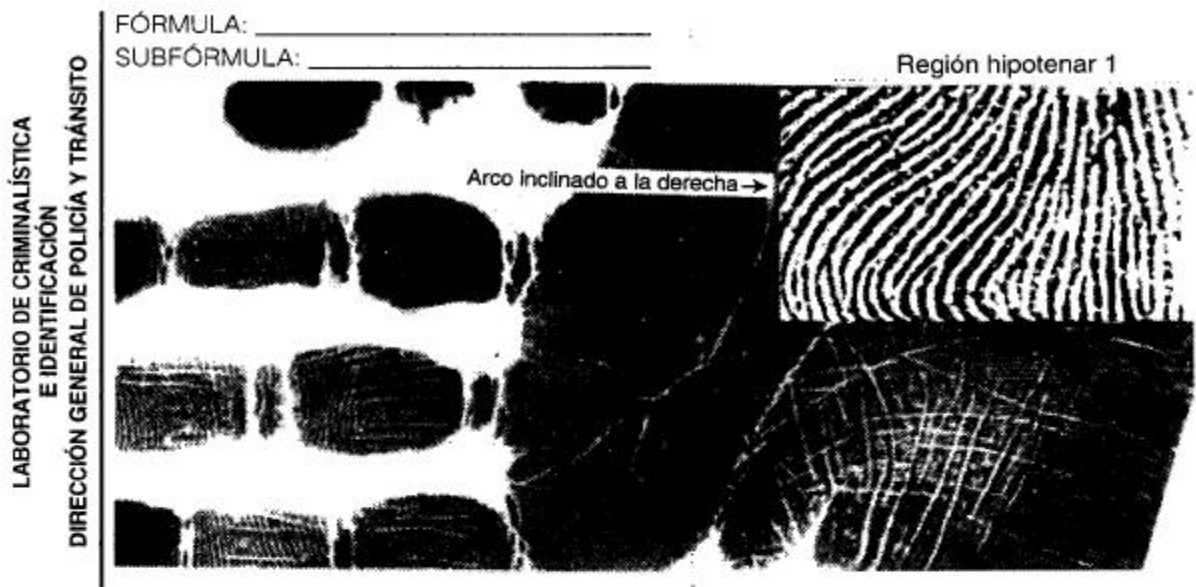 LABORATORIO DE CRIMINALÍSTICA
E IDENTIFICACIÓN
DIRECCIÓN GENERAL DE POLICÍA Y TRÁNSITO
FÓRMULA:
SUBFÓRMULA:
Región hipotenar 1
Arco inclinado a la derecha